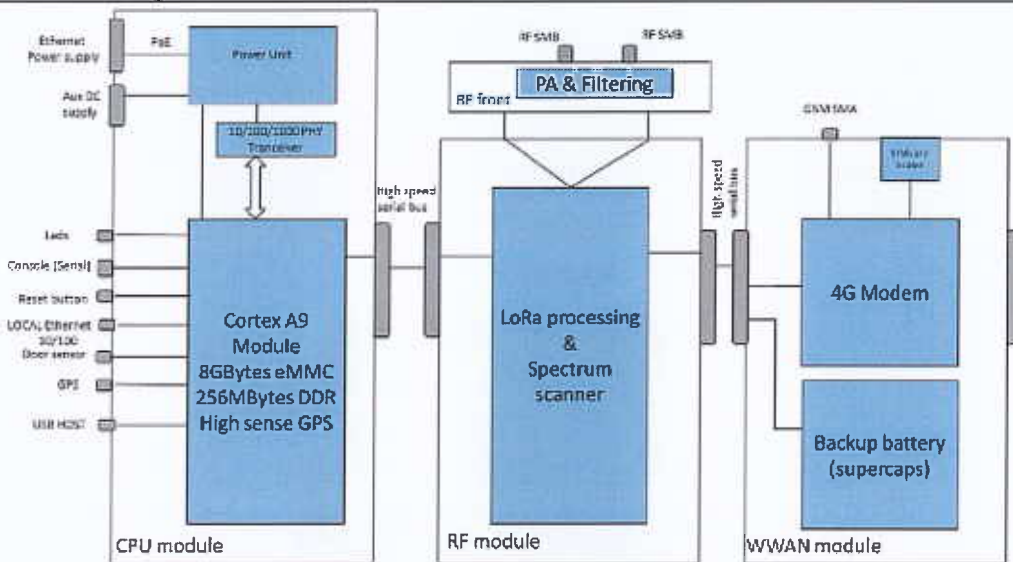 Ethernet
Power supply
PoE
Aux DC
supply
Power Unit
10/100/1000 PHY
Tranceiver
Leds
Console (Serial)
Reset button
LOCAL Ethernet
10/100
Door sensor
GPS
USB HOST
Cortex A9
Module
8GBytes eMMC
256MBytes DDR
High sense GPS
CPU module
High speed
serial bus
RF SMB
RF SMB
PA & Filtering
RF front
LoRa processing
&
Spectrum
scanner
RF module
High speed
serial bus
GSM SMA
4G Modem
Backup battery
(supercaps)
WWAN module